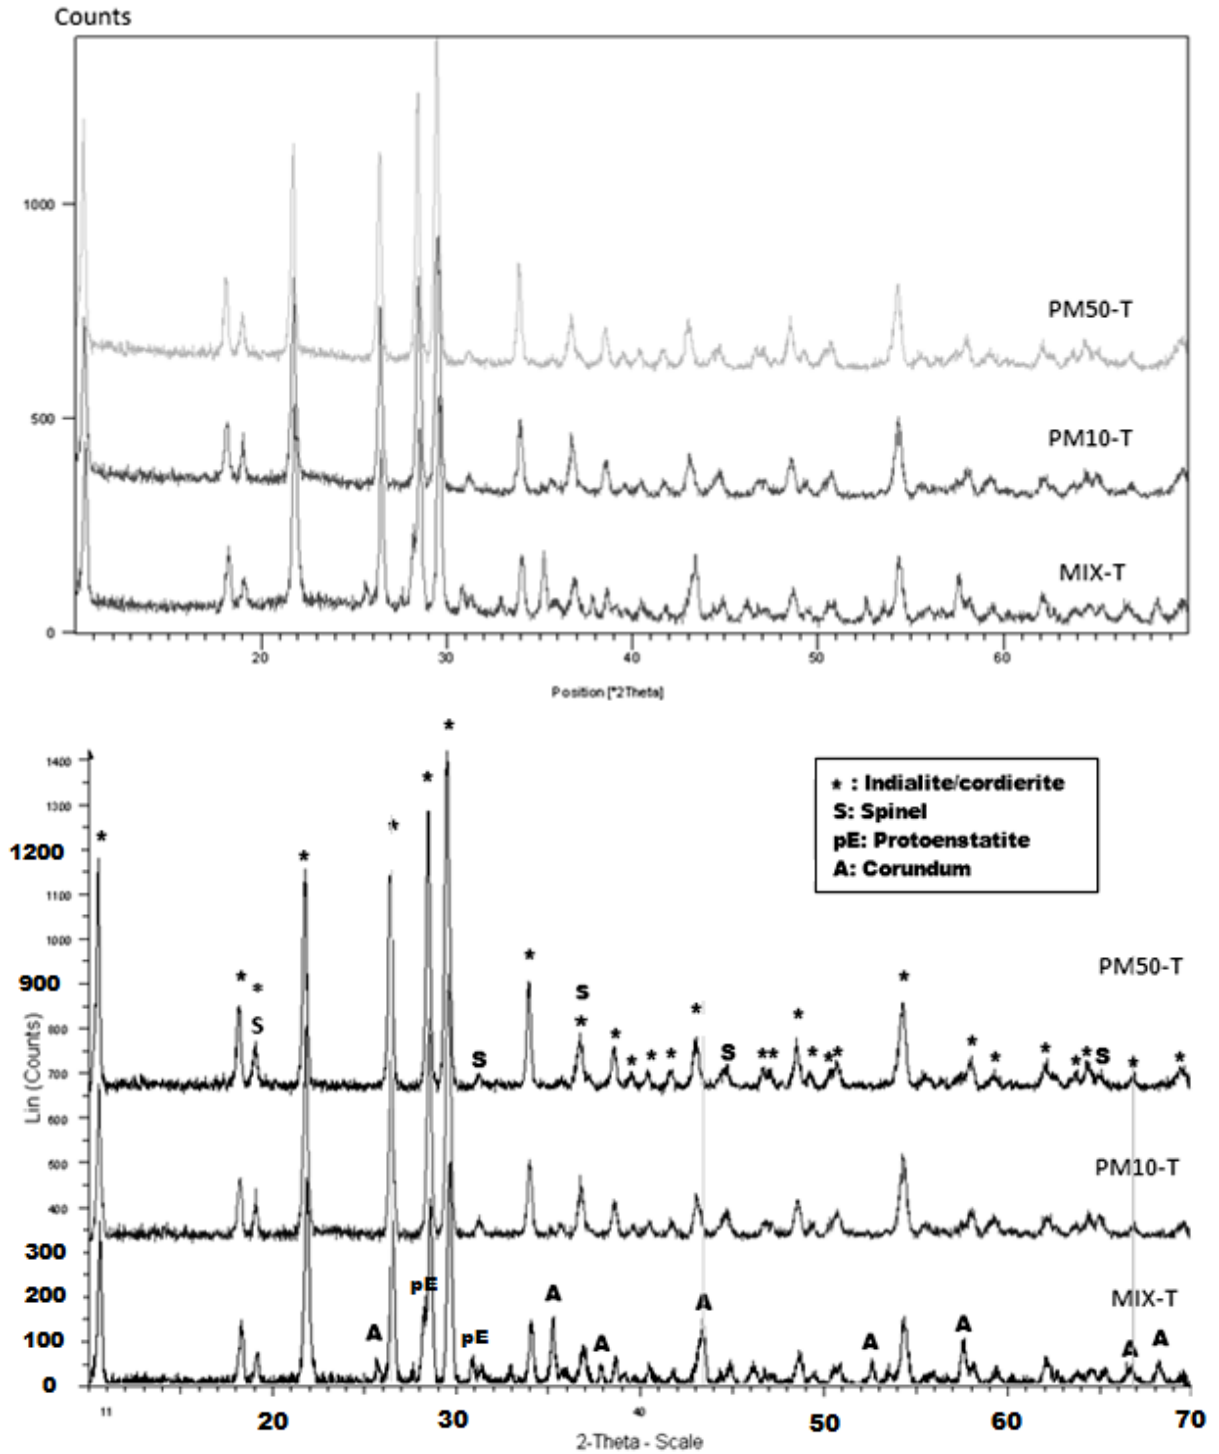 Counts
1000
PM50-T
500
PM10-T
MIX-T
0
20 30 40 50 60
Position [°2Theta]
*
1400
* : Indialite/cordierite
S: Spinel
pE: Protoenstatite
A: Corundum
*
1300
* * *
1200
1100
1000
* PM50-T
900
* * S * * *
S * * * * * S * * * * * * * * * S * *
800
S
700
Lin (Counts)
600
PM10-T
500
400
300
pE
200
A A MIX-T
100
A pE A A A A A
0
11 20 30 40 50 60 70
2-Theta - Scale